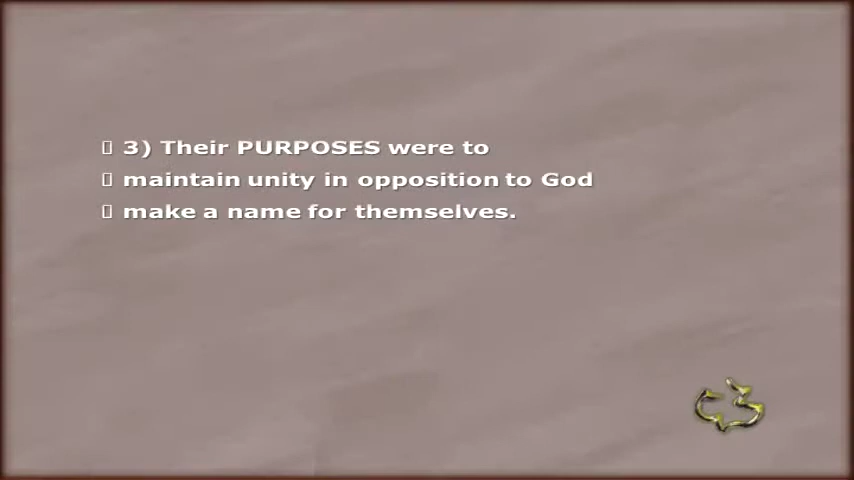 3) Their PURPOSES were to
maintain unity in opposition to God
make a name for themselves.